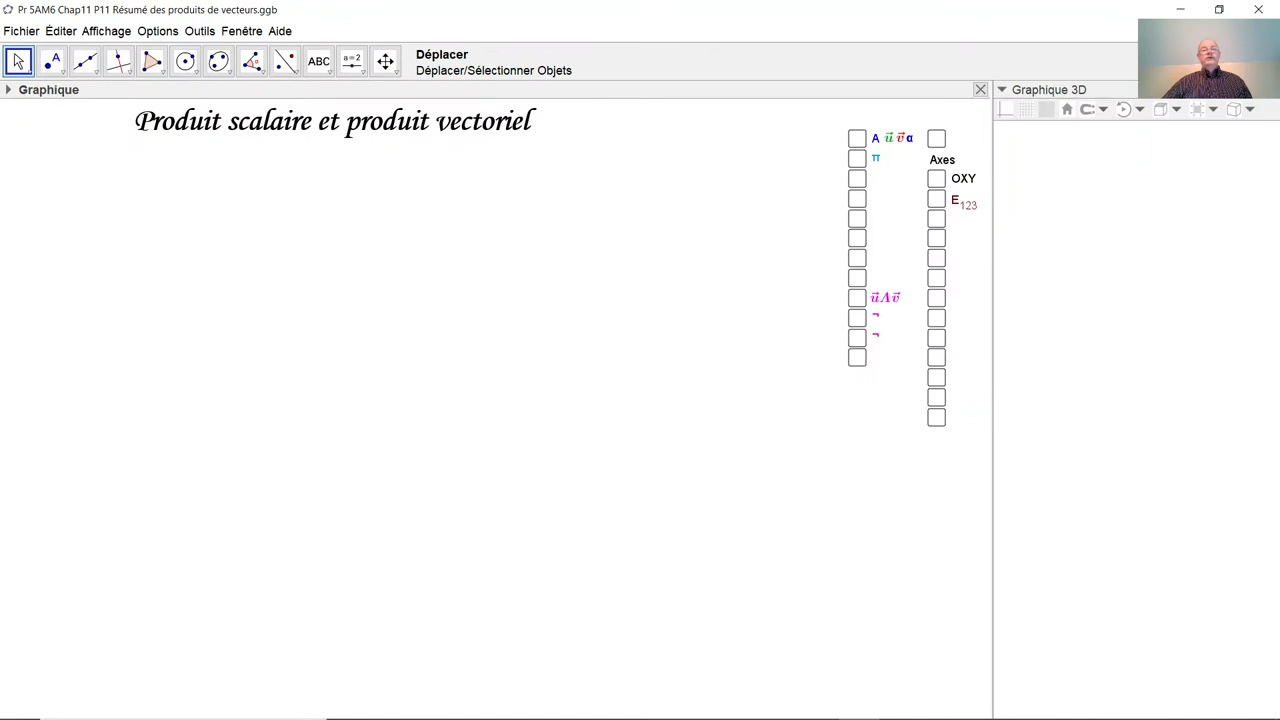 Pr 5AM6 Chap11 P11 Résumé des produits de vecteurs.ggb
Fichier Éditer Affichage Options Outils Fenêtre Aide
A
ABC
a=2
Déplacer
Déplacer/Sélectionner Objets
Graphique
Graphique 3D
Produit scalaire et produit vectoriel
A u⃗ v⃗ α
π
Axes
OXY
E₁₂₃
u⃗Λv⃗
¬
¬